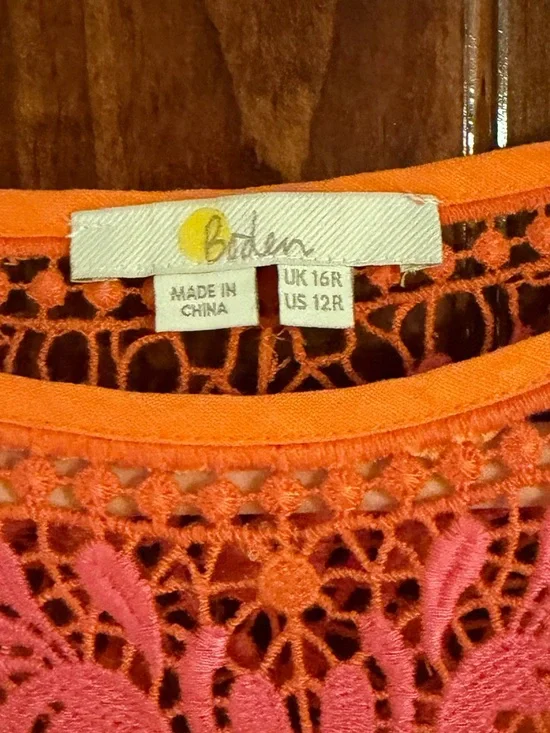 Boden
MADE IN
CHINA
UK 16R
US 12R